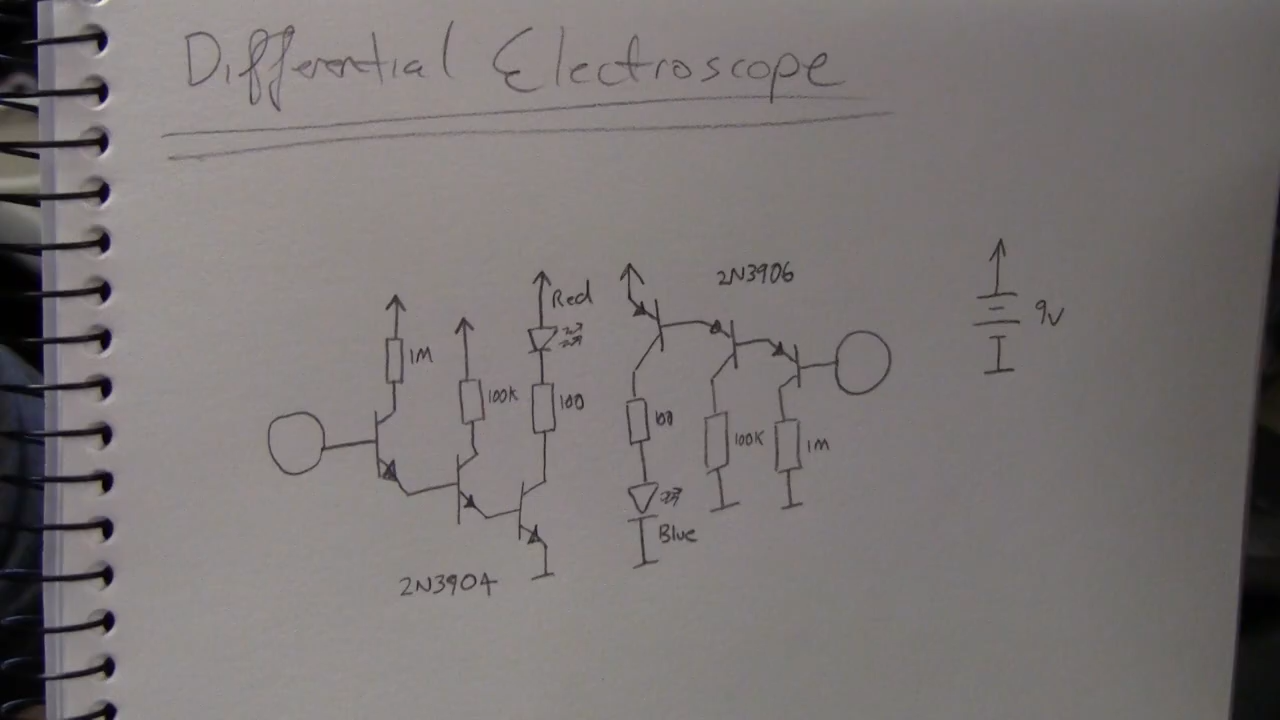 Differential Electroscope
2N3906
Red
9v
1M
100K
100
100
100K
1M
Blue
2N3904